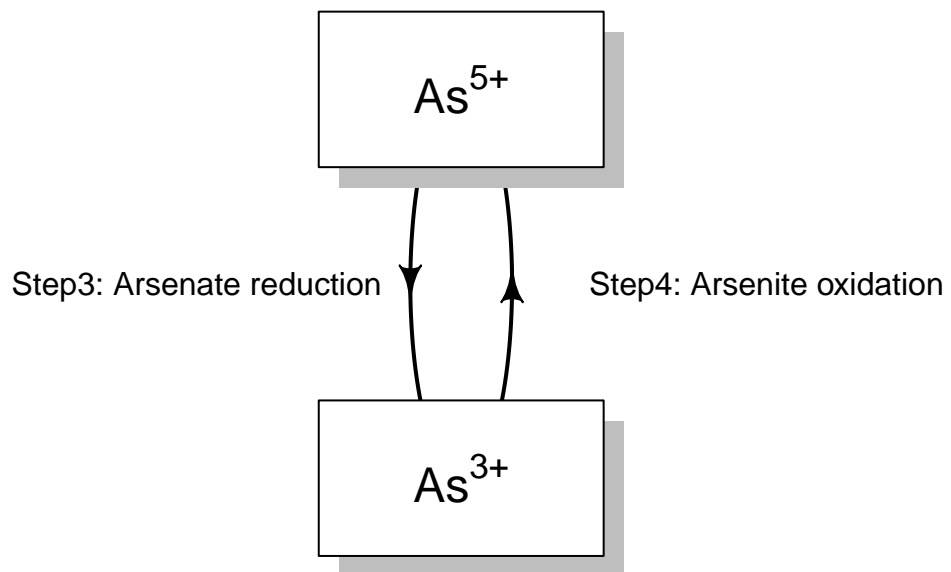 As⁵⁺
Step3: Arsenate reduction
Step4: Arsenite oxidation
As³⁺